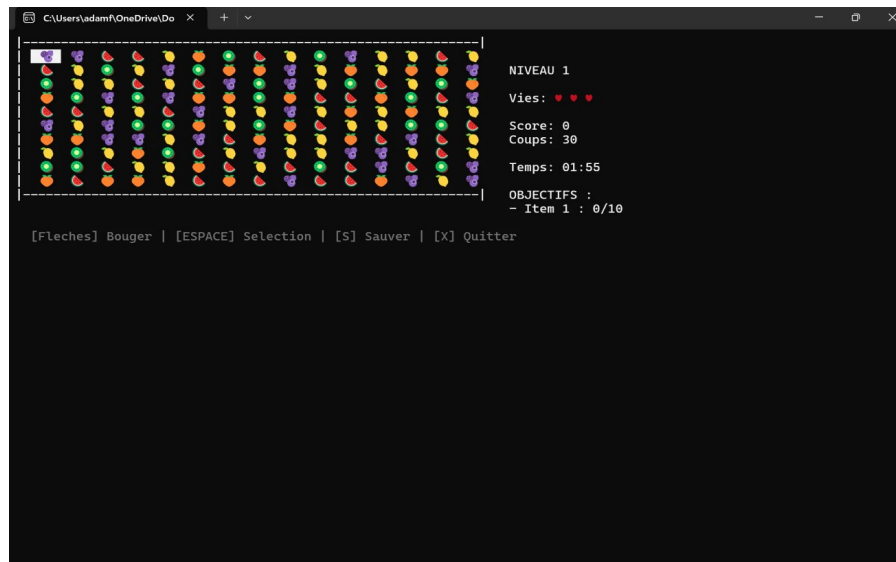 C:\Users\adamf\OneDrive\Do
NIVEAU 1
Vies: ♥ ♥ ♥
Score: 0
Coups: 30
Temps: 01:55
OBJECTIFS :
- Item 1 : 0/10
[Fleches] Bouger | [ESPACE] Selection | [S] Sauver | [X] Quitter